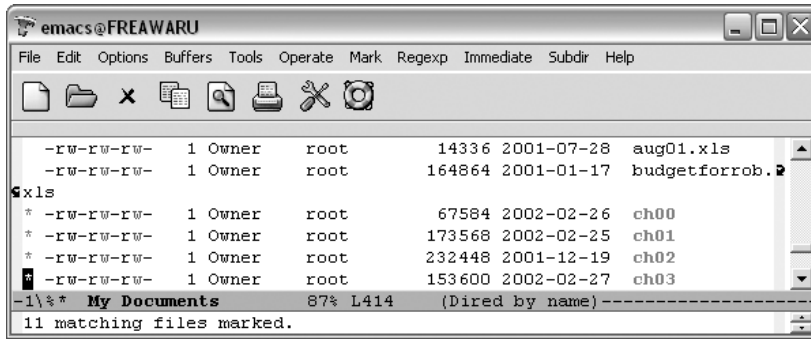 emacs@FREAWARU
File Edit Options Buffers Tools Operate Mark Regexp Immediate Subdir Help
-rw-rw-rw- 1 Owner root 14336 2001-07-28 aug01.xls
-rw-rw-rw- 1 Owner root 164864 2001-01-17 budgetforrob.
xls
* -rw-rw-rw- 1 Owner root 67584 2002-02-26 ch00
* -rw-rw-rw- 1 Owner root 173568 2002-02-25 ch01
* -rw-rw-rw- 1 Owner root 232448 2001-12-19 ch02
* -rw-rw-rw- 1 Owner root 153600 2002-02-27 ch03
-1\%* My Documents 87% L414 (Dired by name)--------------------
11 matching files marked.